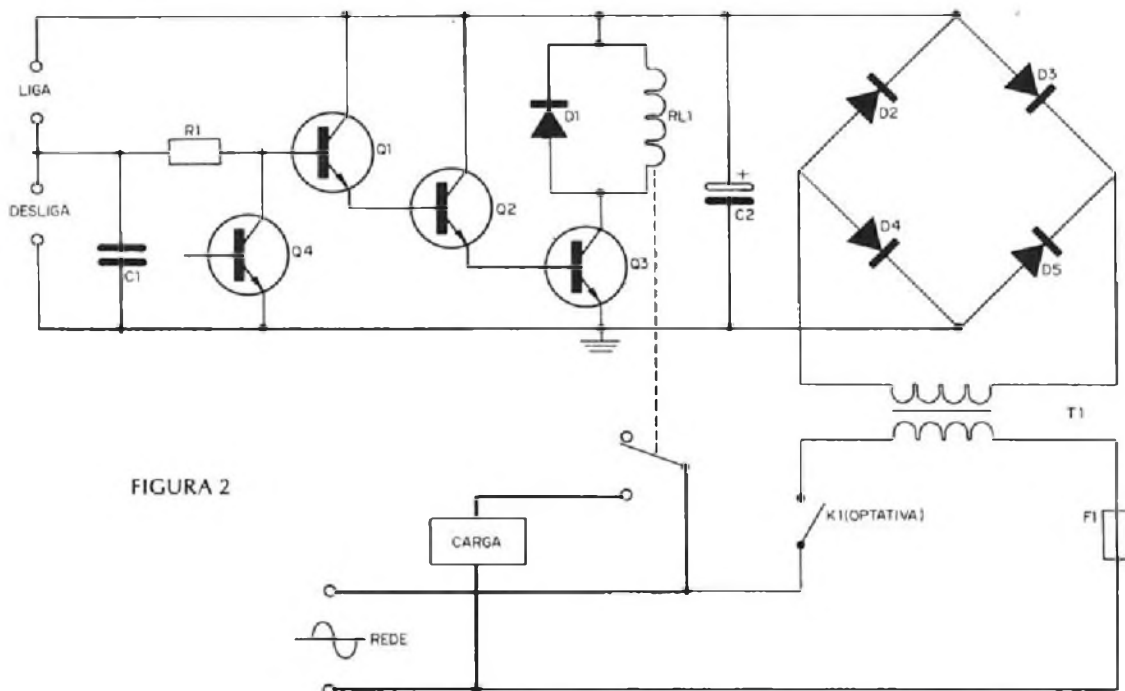 LIGA
DESLIGA
R1
C1
Q1
Q4
Q2
Q3
D1
RL1
+
C2
D2
D3
D4
D5
T1
FIGURA 2
CARGA
K1(OPTATIVA)
F1
REDE